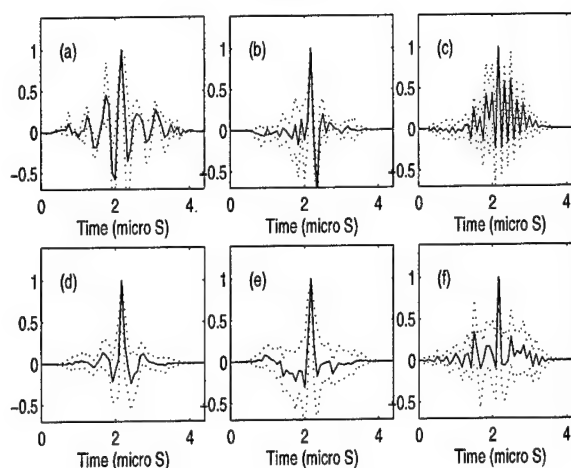 1
0.5
0
-0.5
(a)
(b)
(c)
0 2 4
0 2 4
0 2 4
Time (micro S)
Time (micro S)
Time (micro S)
1
0.5
0
-0.5
(d)
(e)
(f)
0 2 4
0 2 4
0 2 4
Time (micro S)
Time (micro S)
Time (micro S)